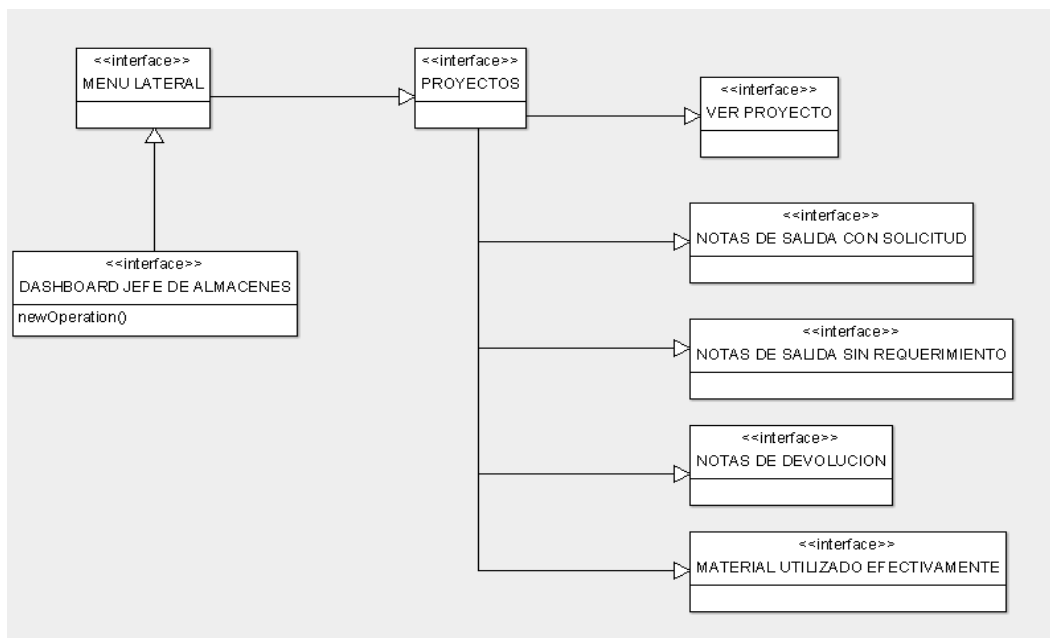 <<interface>>
MENU LATERAL
<<interface>>
PROYECTOS
<<interface>>
VER PROYECTO
<<interface>>
NOTAS DE SALIDA CON SOLICITUD
<<interface>>
DASHBOARD JEFE DE ALMACENES
newOperation()
<<interface>>
NOTAS DE SALIDA SIN REQUERIMIENTO
<<interface>>
NOTAS DE DEVOLUCION
<<interface>>
MATERIAL UTILIZADO EFECTIVAMENTE